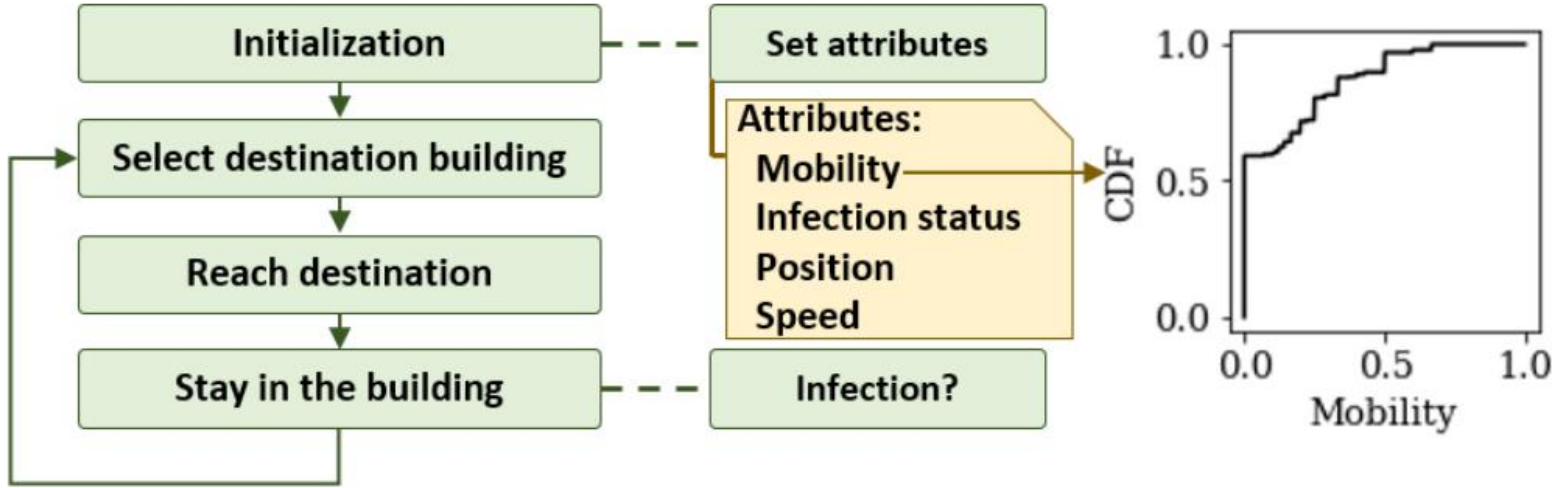 Initialization
Select destination building
Reach destination
Stay in the building
Set attributes
Attributes:
Mobility
Infection status
Position
Speed
Infection?
CDF
1.0
0.5
0.0
0.0 0.5 1.0
Mobility